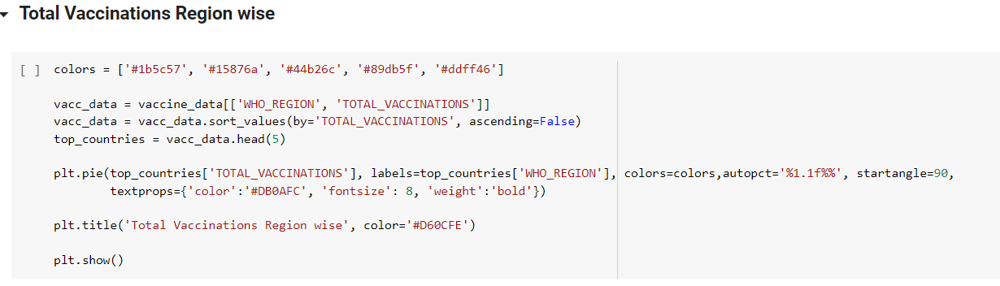 Total Vaccinations Region wise
[ ] colors = ['#1b5c57', '#15876a', '#44b26c', '#89db5f', '#ddff46']
vacc_data = vaccine_data[['WHO_REGION', 'TOTAL_VACCINATIONS']]
vacc_data = vacc_data.sort_values(by='TOTAL_VACCINATIONS', ascending=False)
top_countries = vacc_data.head(5)
plt.pie(top_countries['TOTAL_VACCINATIONS'], labels=top_countries['WHO_REGION'], colors=colors,autopct='%1.1f%%', startangle=90,
textprops={'color':'#DB0AFC', 'fontsize': 8, 'weight':'bold'})
plt.title('Total Vaccinations Region wise', color='#D60CFE')
plt.show()